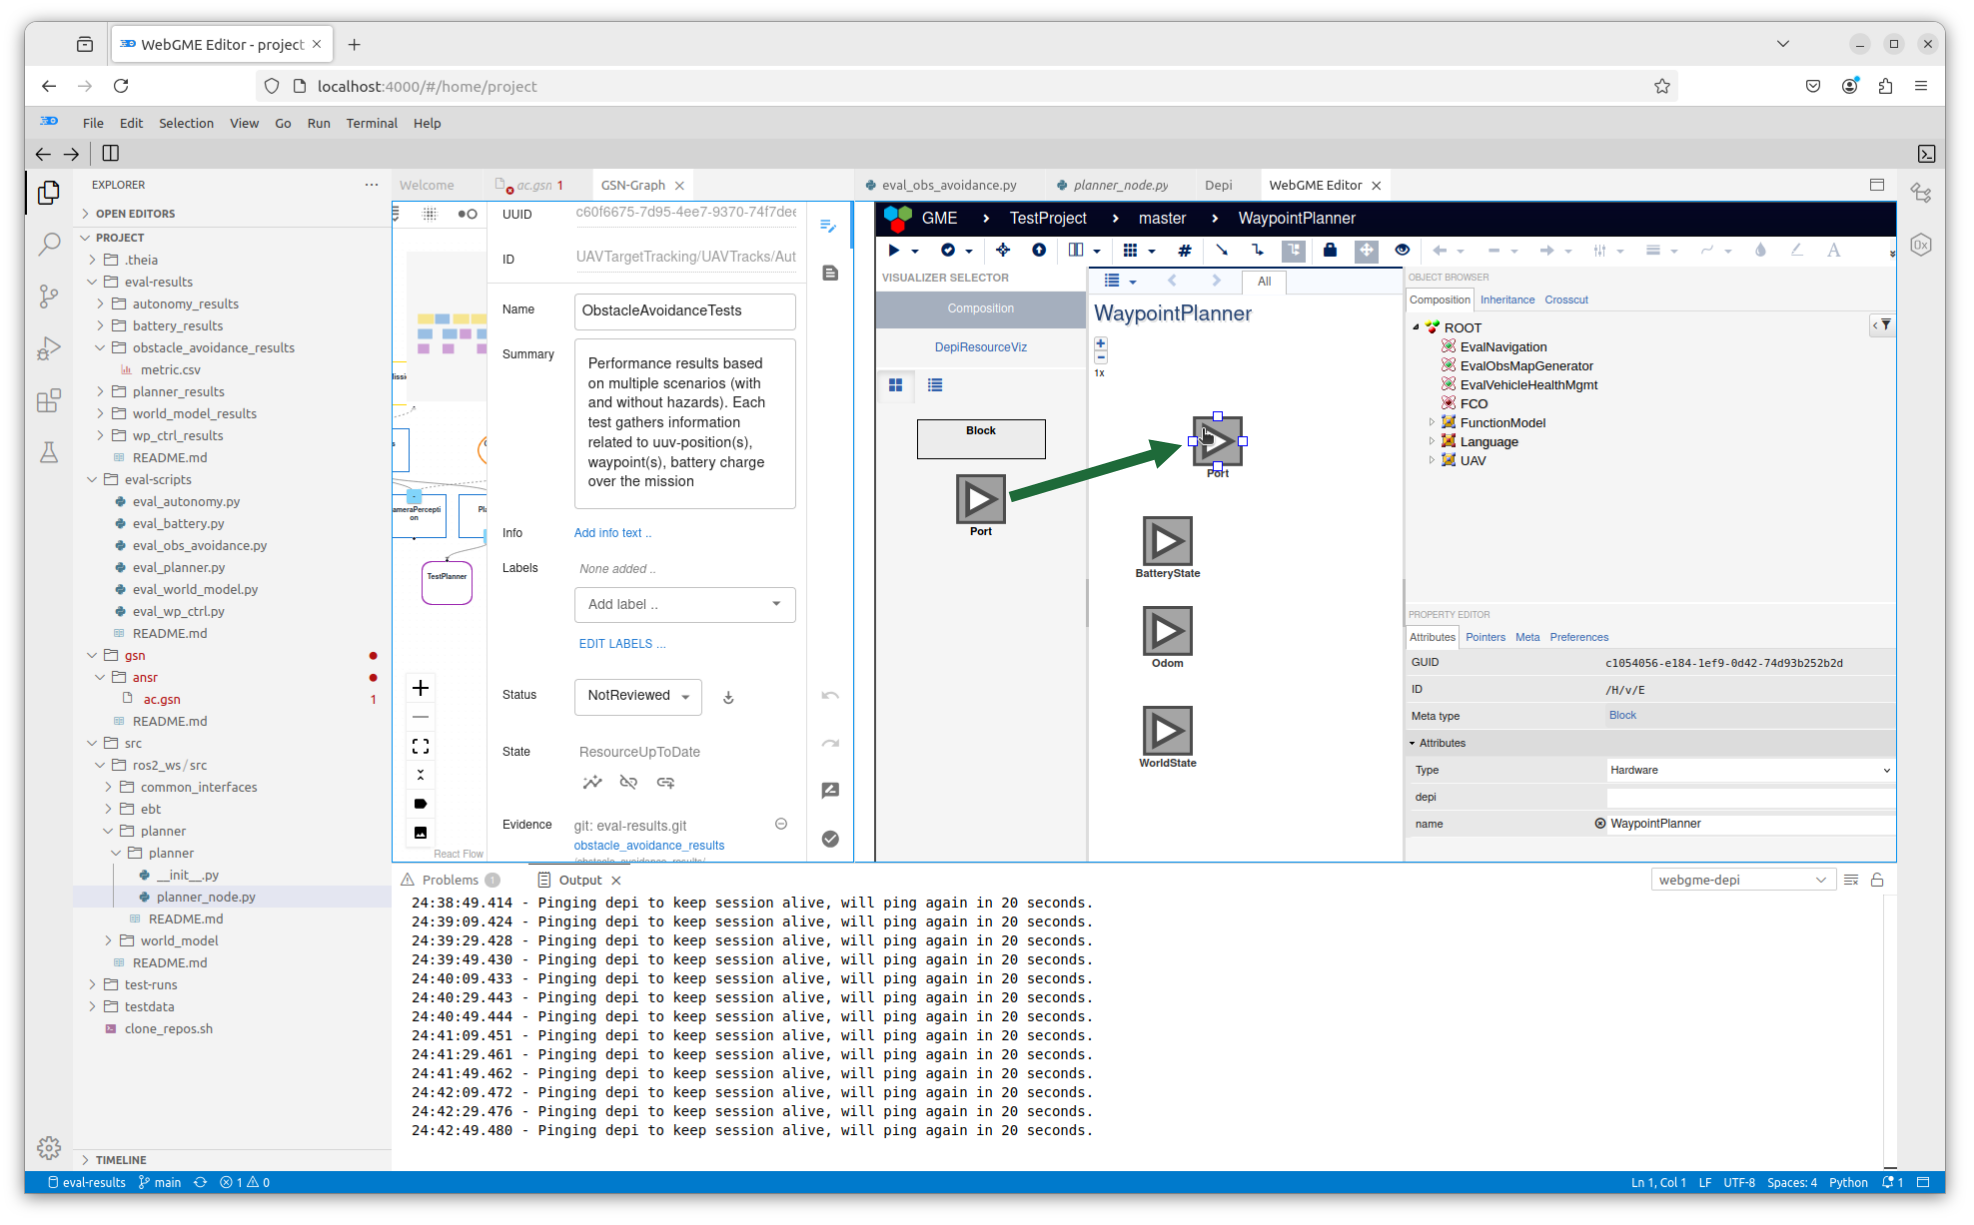 WebGME Editor - project
localhost:4000/#/home/project
File Edit Selection View Go Run Terminal Help
EXPLORER
OPEN EDITORS
PROJECT
.theia
eval-results
autonomy_results
battery_results
obstacle_avoidance_results
metric.csv
planner_results
world_model_results
wp_ctrl_results
README.md
eval-scripts
eval_autonomy.py
eval_battery.py
eval_obs_avoidance.py
eval_planner.py
eval_world_model.py
eval_wp_ctrl.py
README.md
gsn
ansr
ac.gsn 1
README.md
src
ros2_ws/src
common_interfaces
ebt
planner
planner
__init__.py
planner_node.py
README.md
world_model
README.md
test-runs
testdata
clone_repos.sh
TIMELINE
Welcome
ac.gsn 1
GSN-Graph
UUID c60f6675-7d95-4ee7-9370-74f7dee
ID UAVTargetTracking/UAVTracks/Aut
Name ObstacleAvoidanceTests
Summary
Performance results based
on multiple scenarios (with
and without hazards). Each
test gathers information
related to uuv-position(s),
waypoint(s), battery charge
over the mission
Info Add info text ..
Labels None added ..
Add label ..
EDIT LABELS ...
Status NotReviewed
State ResourceUpToDate
Evidence git: eval-results.git
obstacle_avoidance_results
ameraPercepti
on
Pl
TestPlanner
React Flow
eval_obs_avoidance.py
planner_node.py
Depi
WebGME Editor
GME › TestProject › master › WaypointPlanner
VISUALIZER SELECTOR
Composition
DepiResourceViz
Block
Port
All
WaypointPlanner
1x
Port
BatteryState
Odom
WorldState
OBJECT BROWSER
Composition Inheritance Crosscut
ROOT
EvalNavigation
EvalObsMapGenerator
EvalVehicleHealthMgmt
FCO
FunctionModel
Language
UAV
PROPERTY EDITOR
Attributes Pointers Meta Preferences
GUID c1054056-e184-1ef9-0d42-74d93b252b2d
ID /H/v/E
Meta type Block
Attributes
Type Hardware
depi
name WaypointPlanner
Problems 1
Output
webgme-depi
24:38:49.414 - Pinging depi to keep session alive, will ping again in 20 seconds.
24:39:09.424 - Pinging depi to keep session alive, will ping again in 20 seconds.
24:39:29.428 - Pinging depi to keep session alive, will ping again in 20 seconds.
24:39:49.430 - Pinging depi to keep session alive, will ping again in 20 seconds.
24:40:09.433 - Pinging depi to keep session alive, will ping again in 20 seconds.
24:40:29.443 - Pinging depi to keep session alive, will ping again in 20 seconds.
24:40:49.444 - Pinging depi to keep session alive, will ping again in 20 seconds.
24:41:09.451 - Pinging depi to keep session alive, will ping again in 20 seconds.
24:41:29.461 - Pinging depi to keep session alive, will ping again in 20 seconds.
24:41:49.462 - Pinging depi to keep session alive, will ping again in 20 seconds.
24:42:09.472 - Pinging depi to keep session alive, will ping again in 20 seconds.
24:42:29.476 - Pinging depi to keep session alive, will ping again in 20 seconds.
24:42:49.480 - Pinging depi to keep session alive, will ping again in 20 seconds.
eval-results main 1 0
Ln 1, Col 1 LF UTF-8 Spaces: 4 Python 1